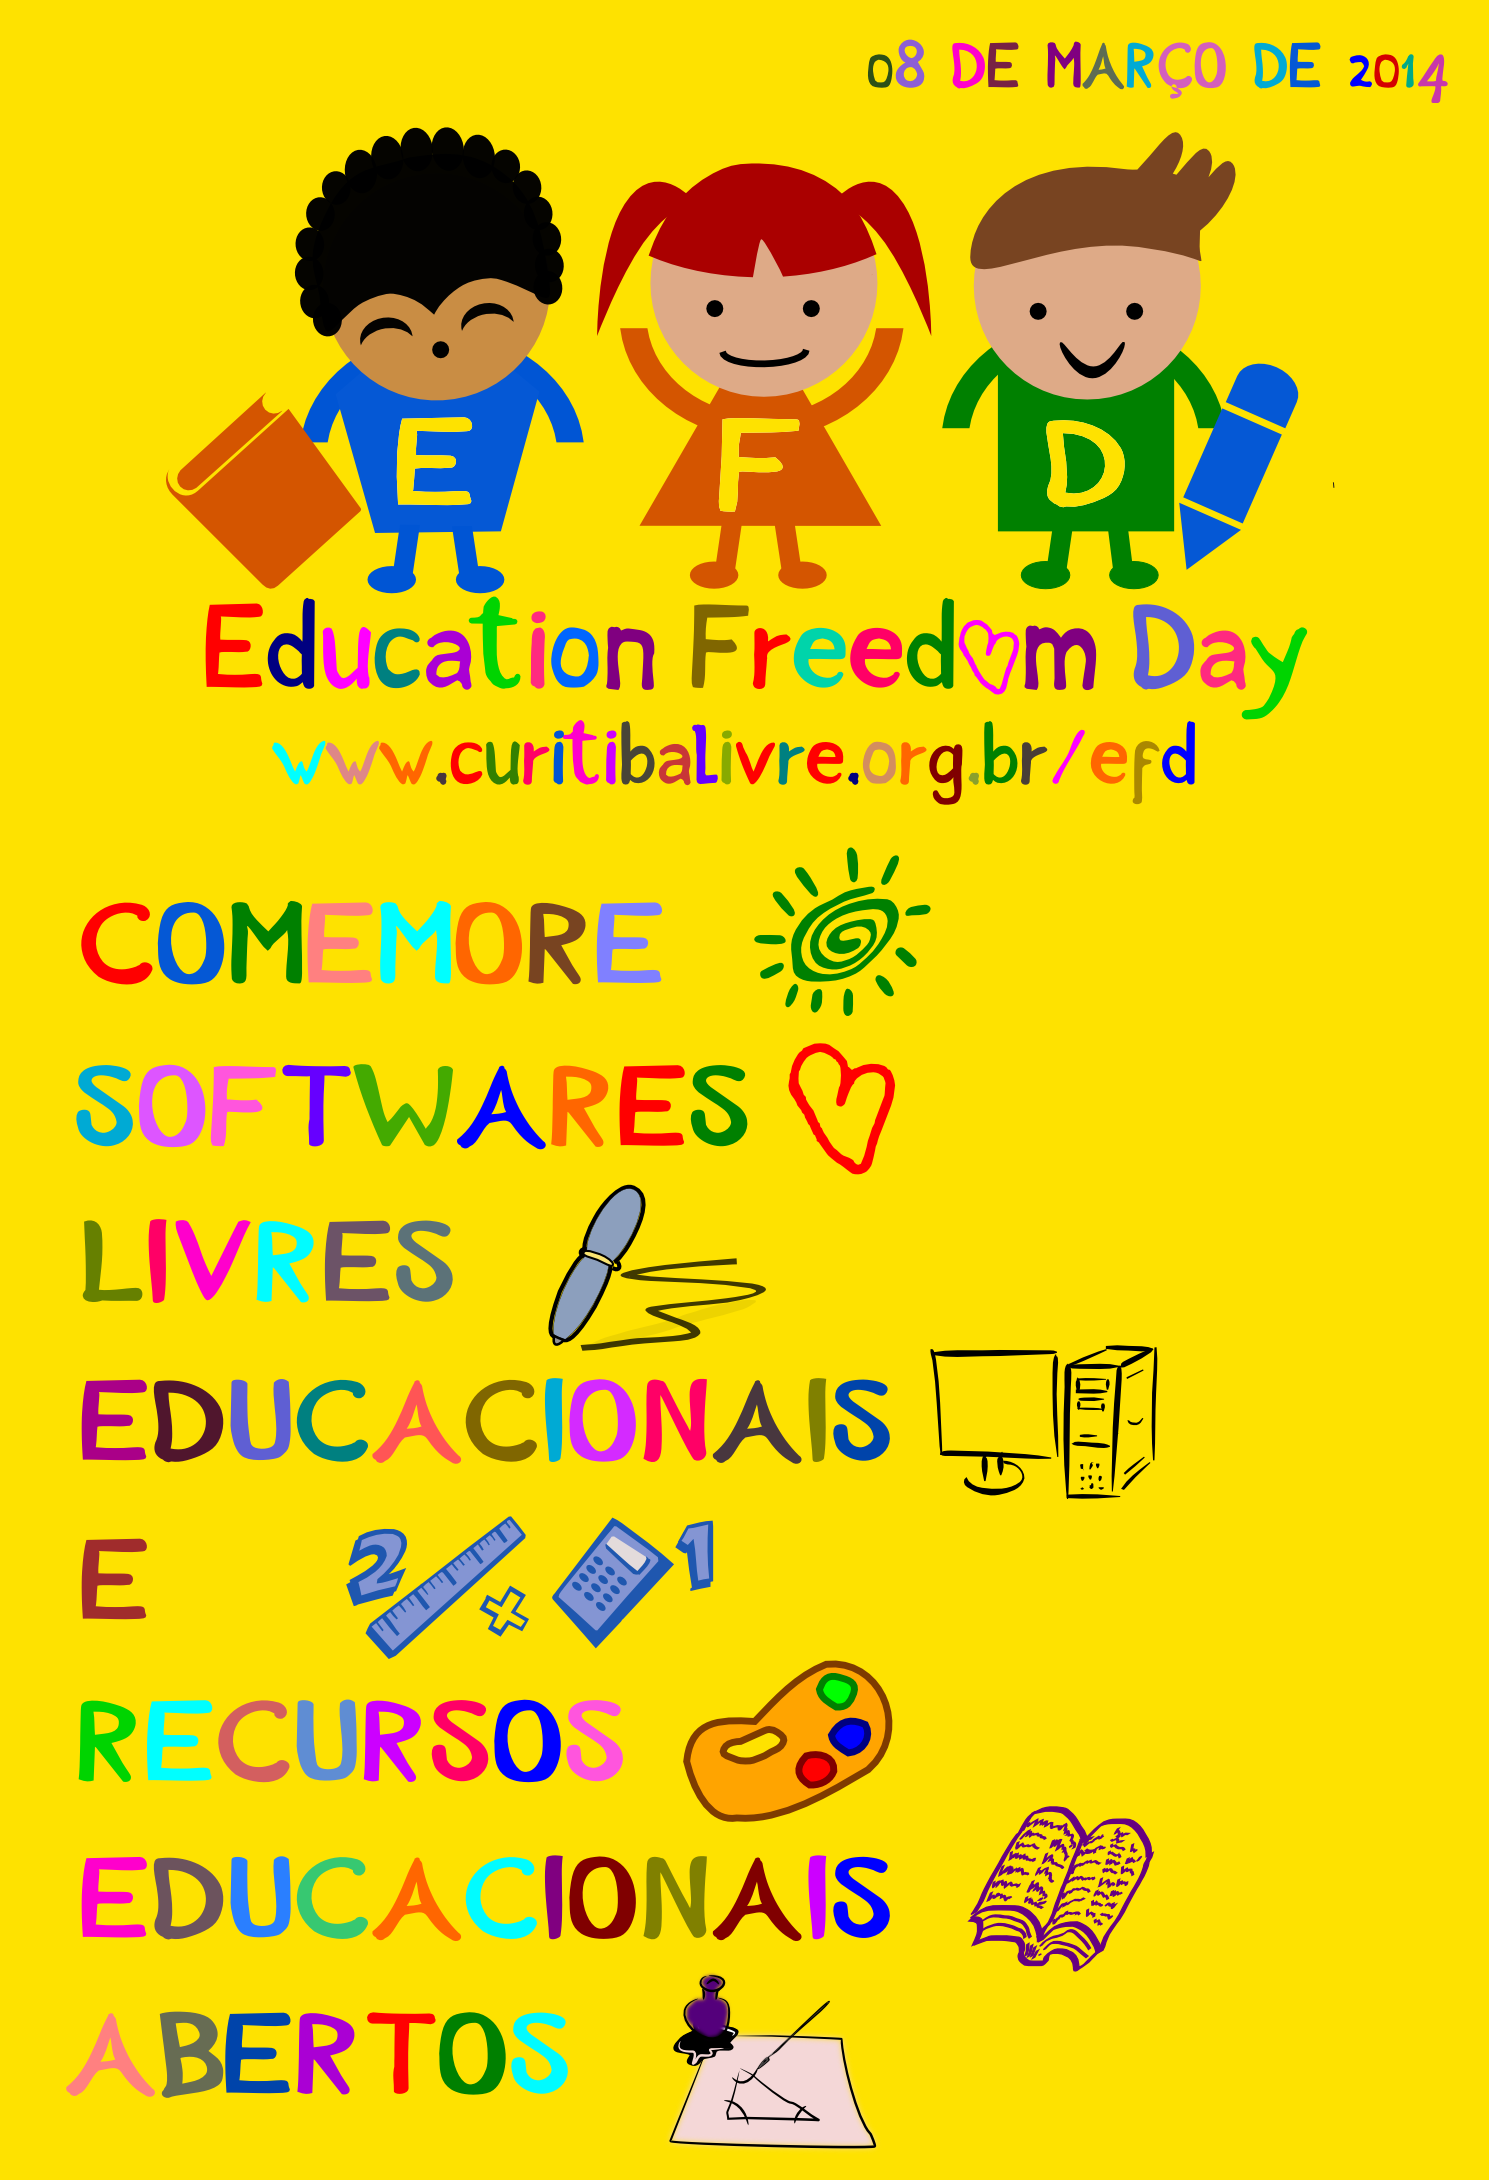 08 DE MARÇO DE 2014
E F D
Education Freed♡m Day
www.curitibalivre.org.br/efd
COMEMORE
SOFTWARES
LIVRES
EDUCACIONAIS
E
2 + 1
RECURSOS
EDUCACIONAIS
ABERTOS